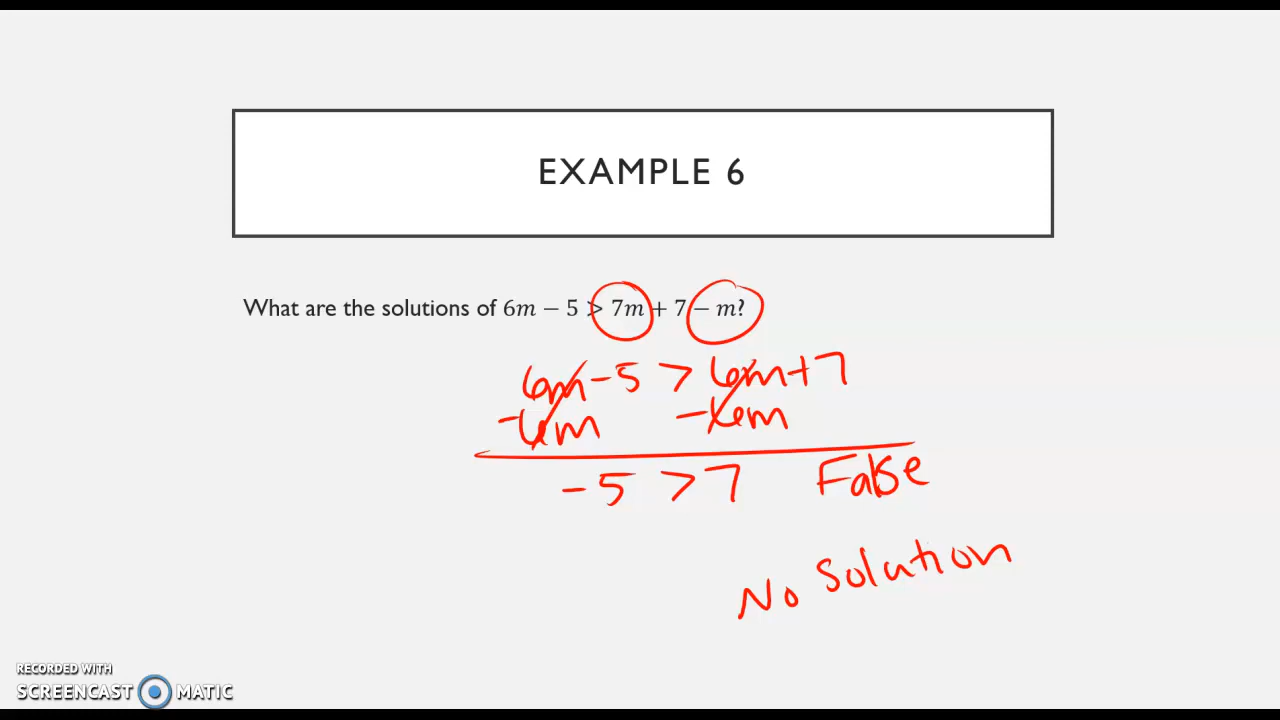 EXAMPLE 6
What are the solutions of 6m − 5 > 7m + 7 − m?
6m - 5 > 6m + 7
-6m -6m
-5 > 7 False
No Solution
RECORDED WITH
SCREENCAST MATIC